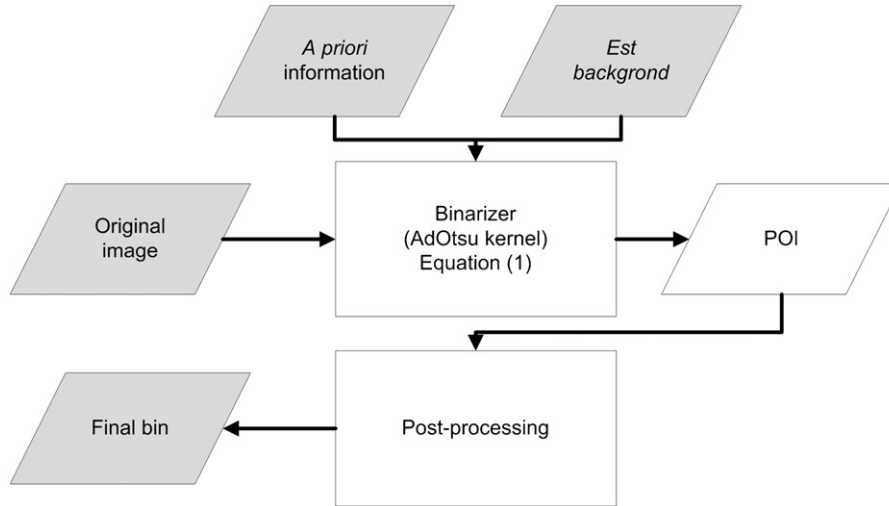 A priori
information
Est
backgrond
Original
image
Binarizer
(AdOtsu kernel)
Equation (1)
POI
Final bin
Post-processing